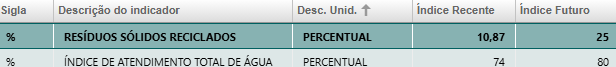 Sigla Descrição do indicador Desc. Unid. ↑ Índice Recente Índice Futuro
% RESÍDUOS SÓLIDOS RECICLADOS PERCENTUAL 10,87 25
% ÍNDICE DE ATENDIMENTO TOTAL DE ÁGUA PERCENTUAL 74 80